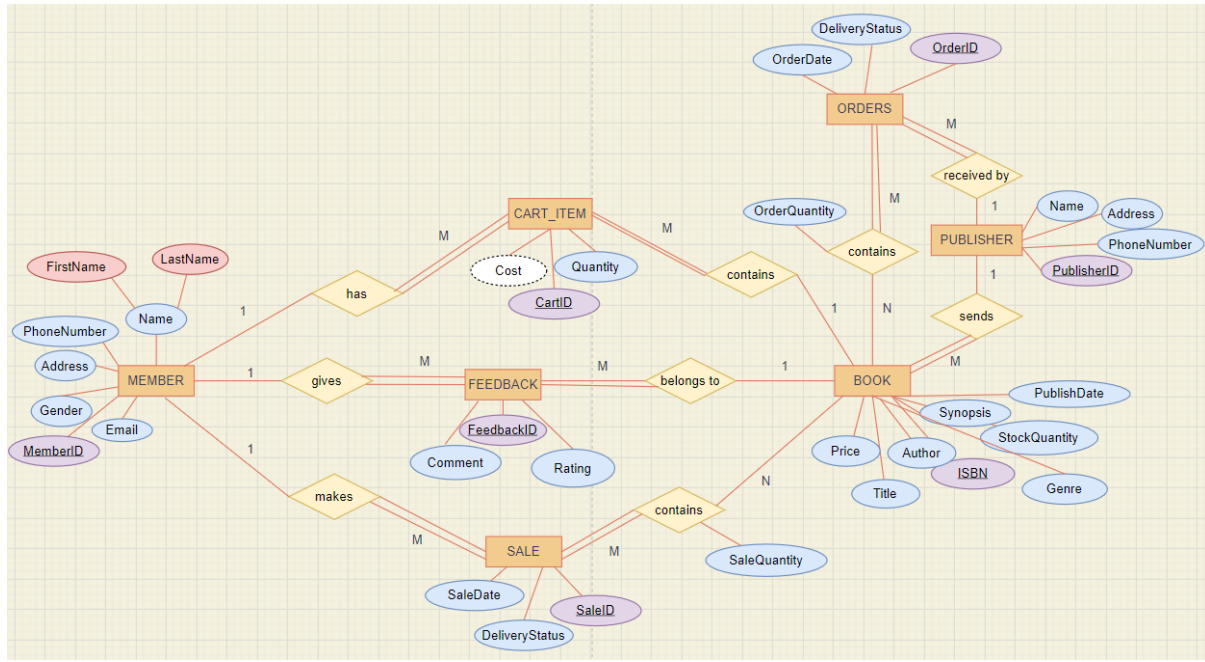 DeliveryStatus
OrderID
OrderDate
ORDERS
M
received by
M
1
OrderQuantity
Name
Address
CART_ITEM
M
M
PUBLISHER
PhoneNumber
contains
PublisherID
FirstName
LastName
Cost
Quantity
contains
1
has
CartID
Name
1
1
N
sends
PhoneNumber
Address
MEMBER
1
gives
M
FEEDBACK
M
belongs to
1
BOOK
M
PublishDate
Gender
Email
MemberID
FeedbackID
Synopsis
StockQuantity
Comment
Rating
Price
Author
ISBN
Title
Genre
1
makes
N
contains
M
SALE
M
SaleQuantity
SaleDate
SaleID
DeliveryStatus